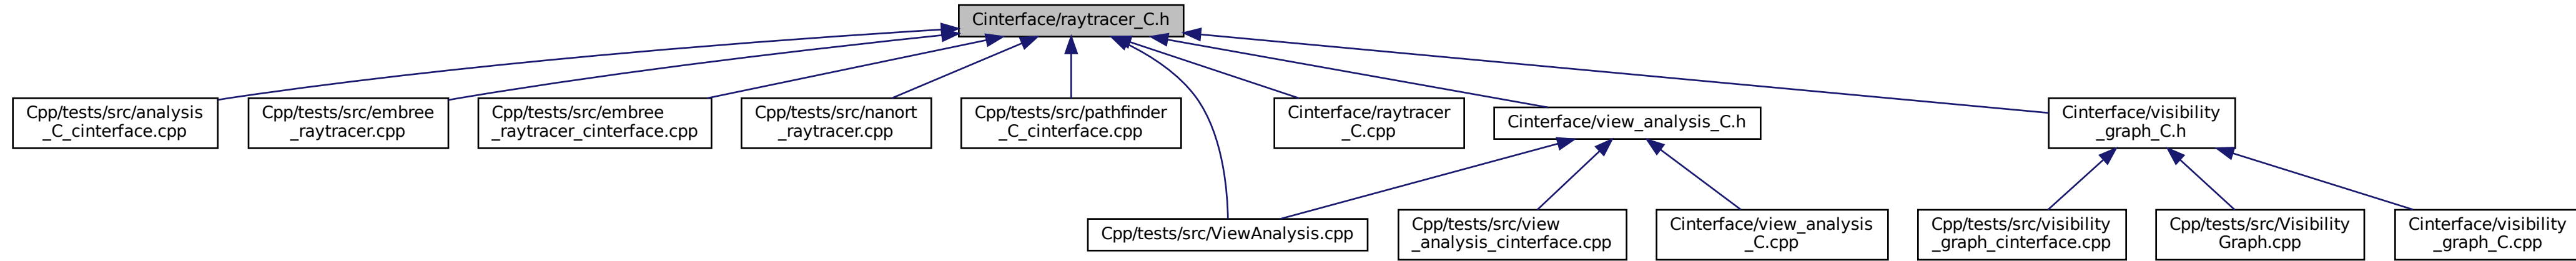 Cinterface/raytracer_C.h
Cpp/tests/src/analysis
_C_cinterface.cpp
Cpp/tests/src/embree
_raytracer.cpp
Cpp/tests/src/embree
_raytracer_cinterface.cpp
Cpp/tests/src/nanort
_raytracer.cpp
Cpp/tests/src/pathfinder
_C_cinterface.cpp
Cinterface/raytracer
_C.cpp
Cinterface/view_analysis_C.h
Cinterface/visibility
_graph_C.h
Cpp/tests/src/ViewAnalysis.cpp
Cpp/tests/src/view
_analysis_cinterface.cpp
Cinterface/view_analysis
_C.cpp
Cpp/tests/src/visibility
_graph_cinterface.cpp
Cpp/tests/src/Visibility
Graph.cpp
Cinterface/visibility
_graph_C.cpp